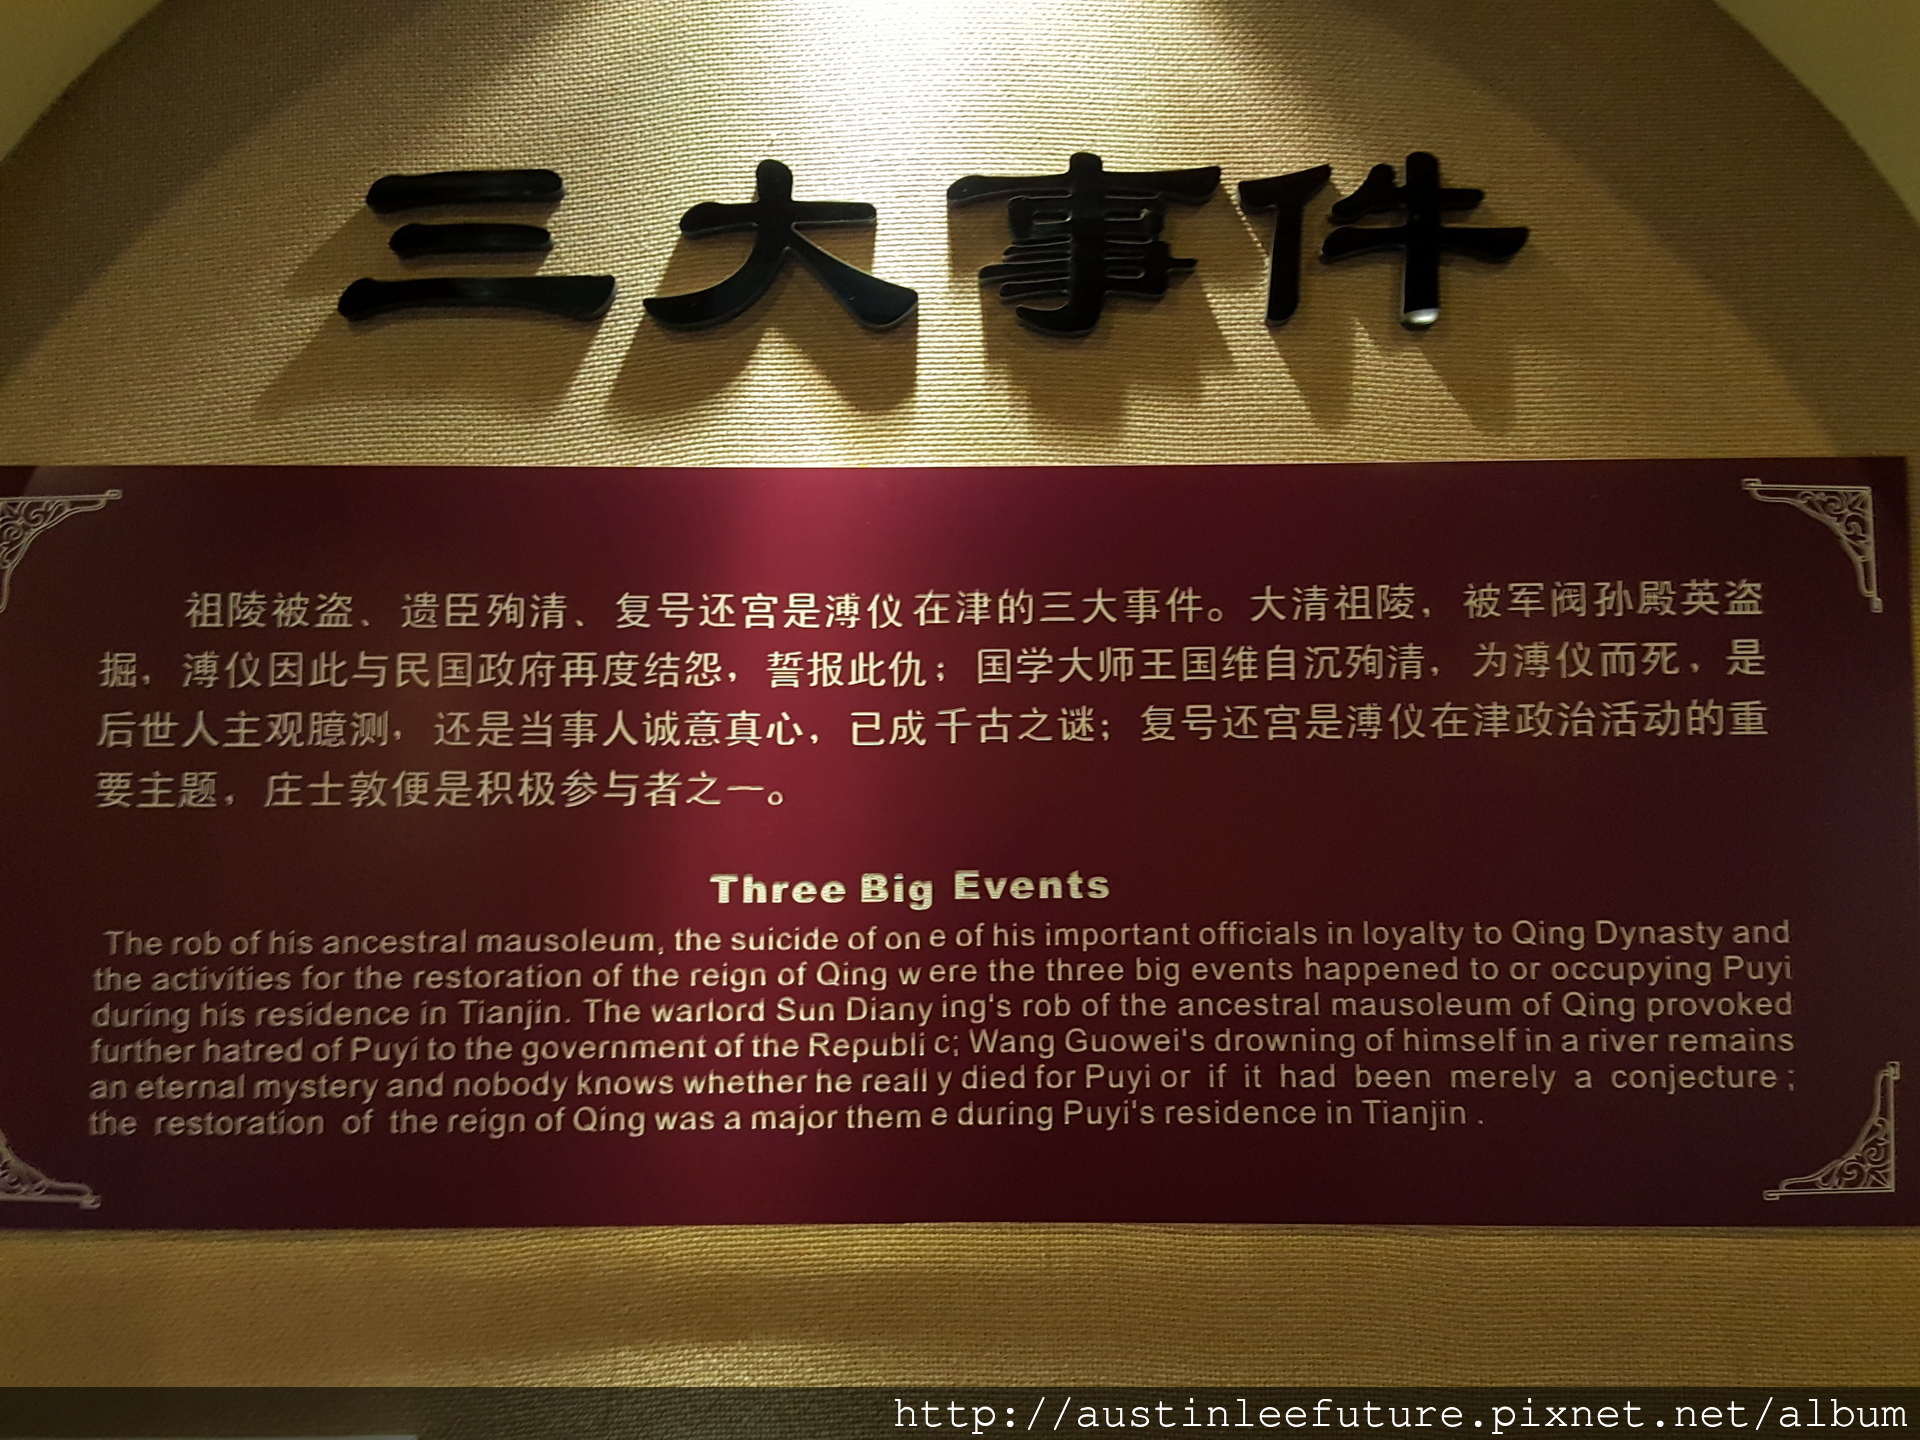 三大事件
祖陵被盗、遗臣殉清、复号还宫是溥仪在津的三大事件。大清祖陵，被军阀孙殿英盗
掘，溥仪因此与民国政府再度结怨，誓报此仇；国学大师王国维自沉殉清，为溥仪而死，是
后世人主观臆测，还是当事人诚意真心，已成千古之谜；复号还宫是溥仪在津政治活动的重
要主题，庄士敦便是积极参与者之一。
Three Big Events
The rob of his ancestral mausoleum, the suicide of on e of his important officials in loyalty to Qing Dynasty and
the activities for the restoration of the reign of Qing w ere the three big events happened to or occupying Puyi
during his residence in Tianjin. The warlord Sun Diany ing's rob of the ancestral mausoleum of Qing provoked
further hatred of Puyi to the government of the Republi c; Wang Guowei's drowning of himself in a river remains
an eternal mystery and nobody knows whether he reall y died for Puyi or if it had been merely a conjecture ;
the restoration of the reign of Qing was a major them e during Puyi's residence in Tianjin .
http://austinleefuture.pixnet.net/album